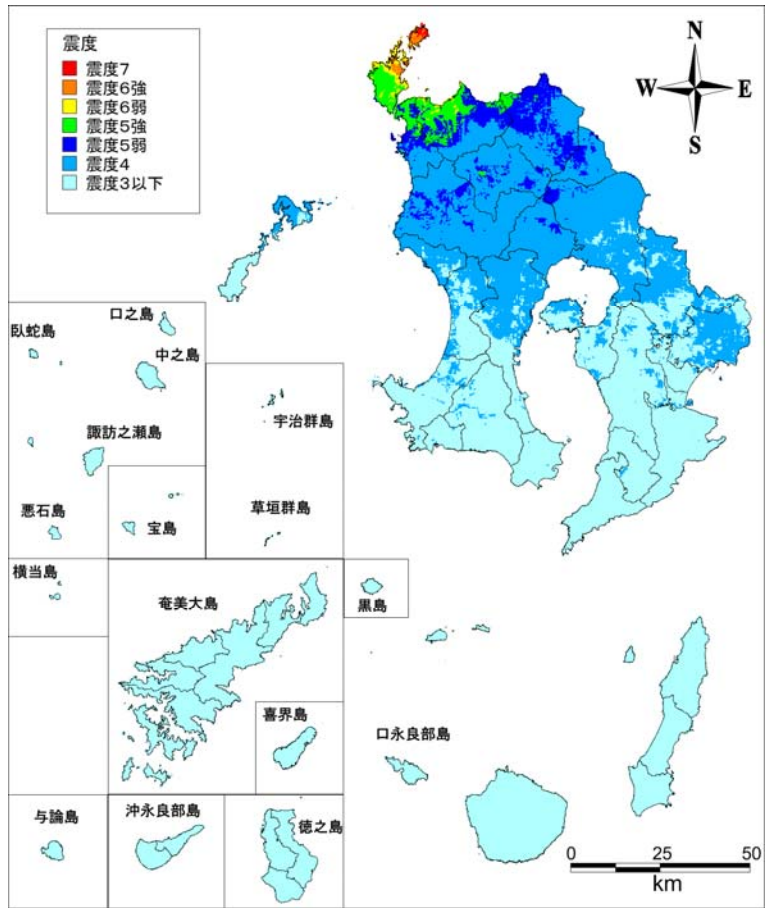 震度
震度7
震度6強
震度6弱
震度5強
震度5弱
震度4
震度3以下
N
W
E
S
口之島
臥蛇島
中之島
諏訪之瀬島
悪石島
宝島
宇治群島
草垣群島
横当島
奄美大島
黒島
喜界島
口永良部島
与論島
沖永良部島
徳之島
0 25 50
km